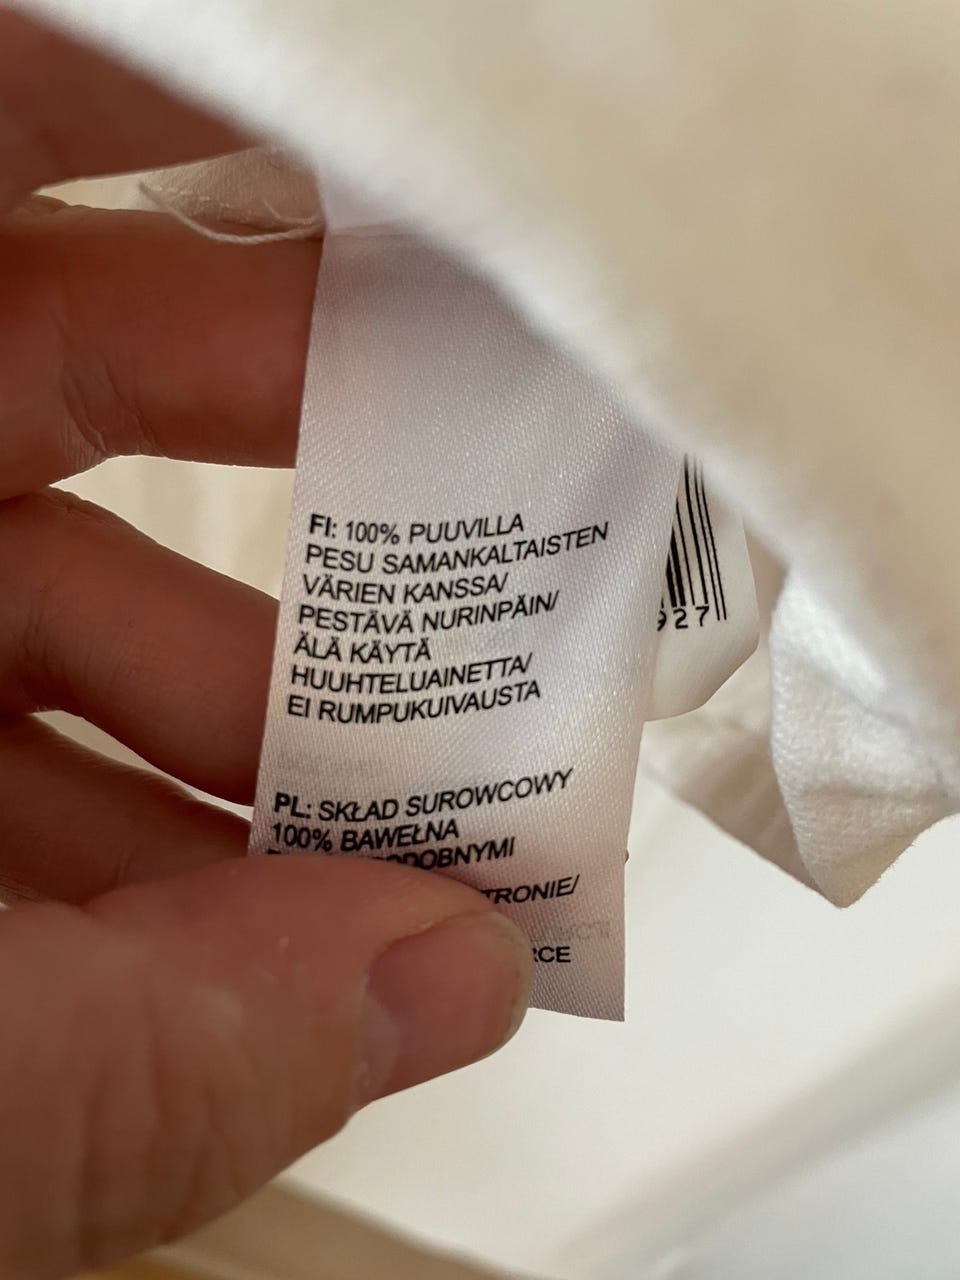 FI: 100% PUUVILLA
PESU SAMANKALTAISTEN
VÄRIEN KANSSA/
PESTÄVÄ NURINPÄIN/
ÄLÄ KÄYTÄ
HUUHTELUAINETTA/
EI RUMPUKUIVAUSTA
PL: SKŁAD SUROWCOWY
100% BAWEŁNA
927